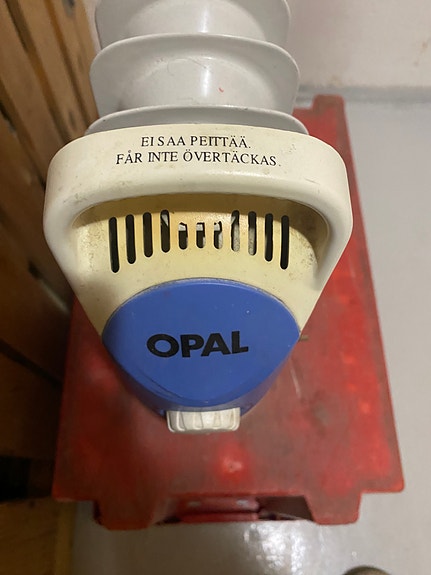 EI SAA PEITTÄÄ.
FÅR INTE ÖVERTÄCKAS.
OPAL